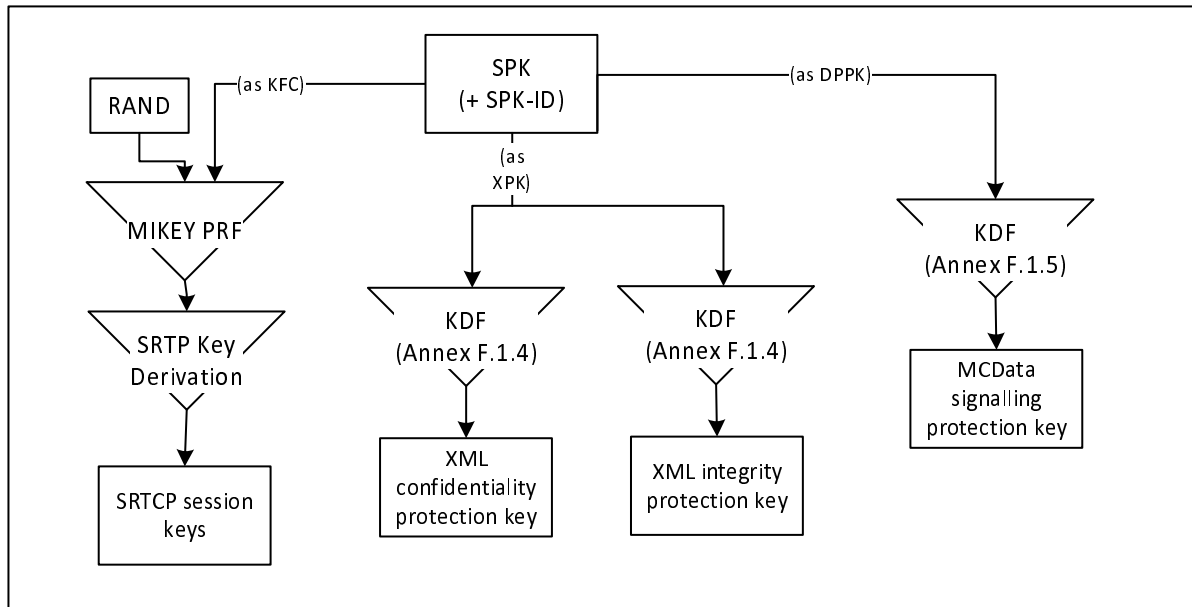 SPK
(+ SPK-ID)
(as KFC)
(as DPPK)
RAND
(as
XPK)
MIKEY PRF
KDF
(Annex F.1.5)
SRTP Key
Derivation
KDF
(Annex F.1.4)
KDF
(Annex F.1.4)
MCData
signalling
protection key
SRTCP session
keys
XML
confidentiality
protection key
XML integrity
protection key